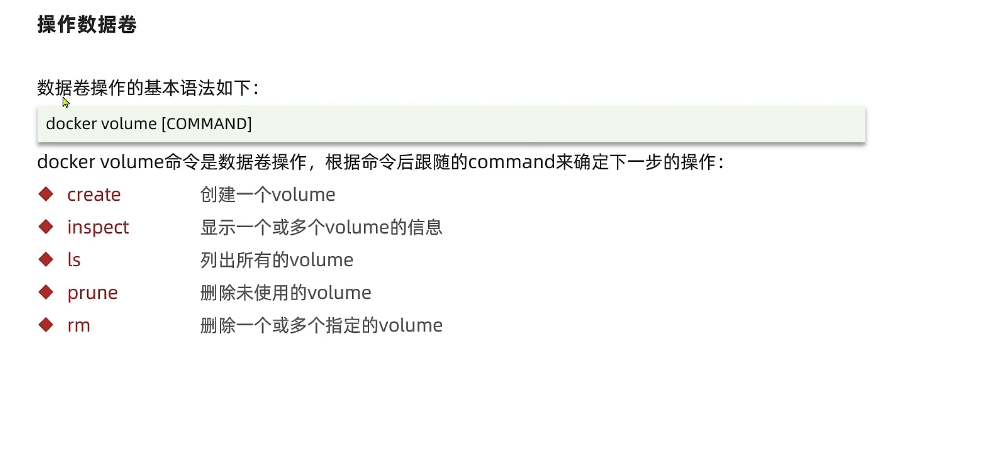 操作数据卷
数据卷操作的基本语法如下：
docker volume [COMMAND]
docker volume命令是数据卷操作，根据命令后跟随的command来确定下一步的操作：
create 创建一个volume
inspect 显示一个或多个volume的信息
ls 列出所有的volume
prune 删除未使用的volume
rm 删除一个或多个指定的volume